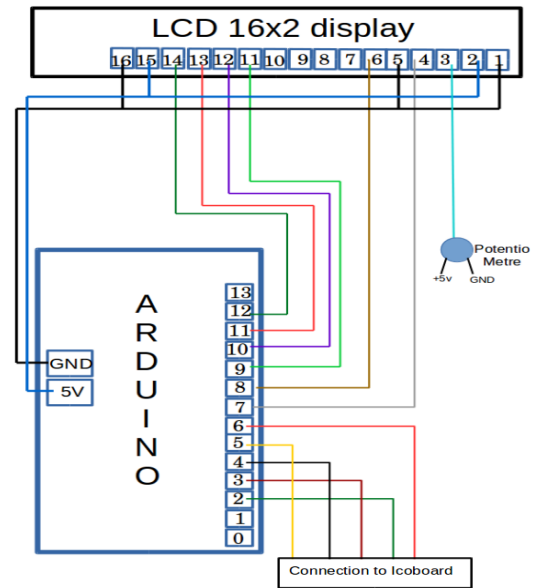 LCD 16x2 display
16 15 14 13 12 11 10 9 8 7 6 5 4 3 2 1
Potentio
Metre
+5v GND
ARDUINO
GND
5V
13
12
11
10
9
8
7
6
5
4
3
2
1
0
Connection to Icoboard